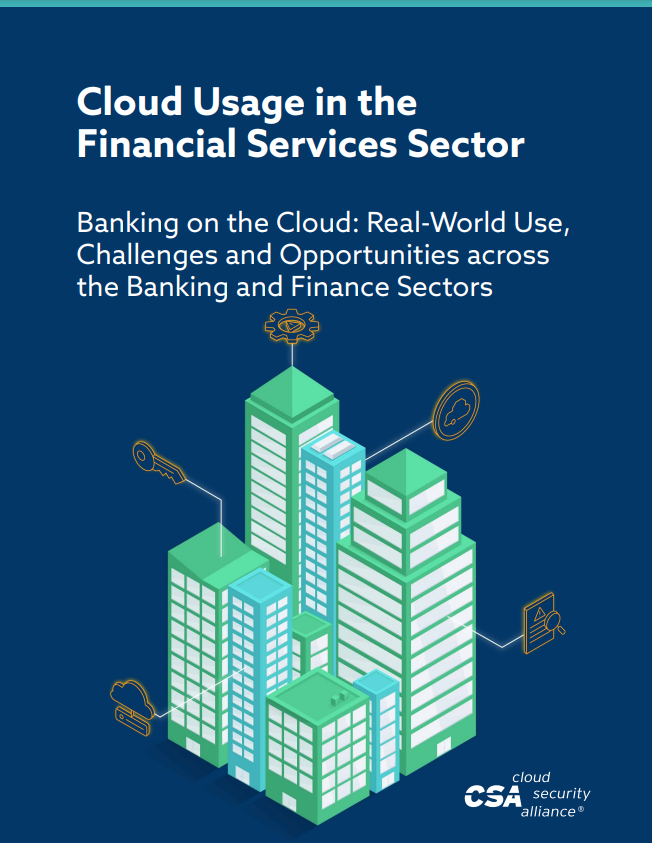 Cloud Usage in the
Financial Services Sector
Banking on the Cloud: Real-World Use,
Challenges and Opportunities across
the Banking and Finance Sectors
cloud
CSA security
alliance®